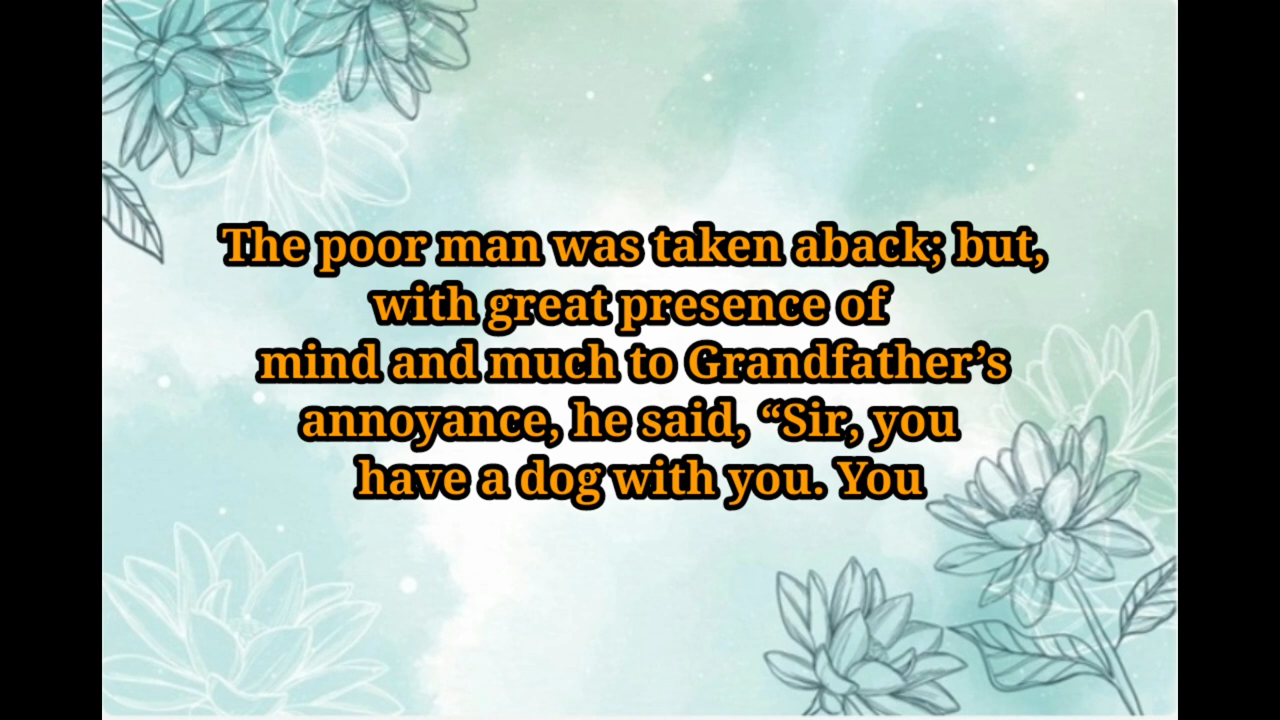 The poor man was taken aback; but,
with great presence of
mind and much to Grandfather’s
annoyance, he said, “Sir, you
have a dog with you. You